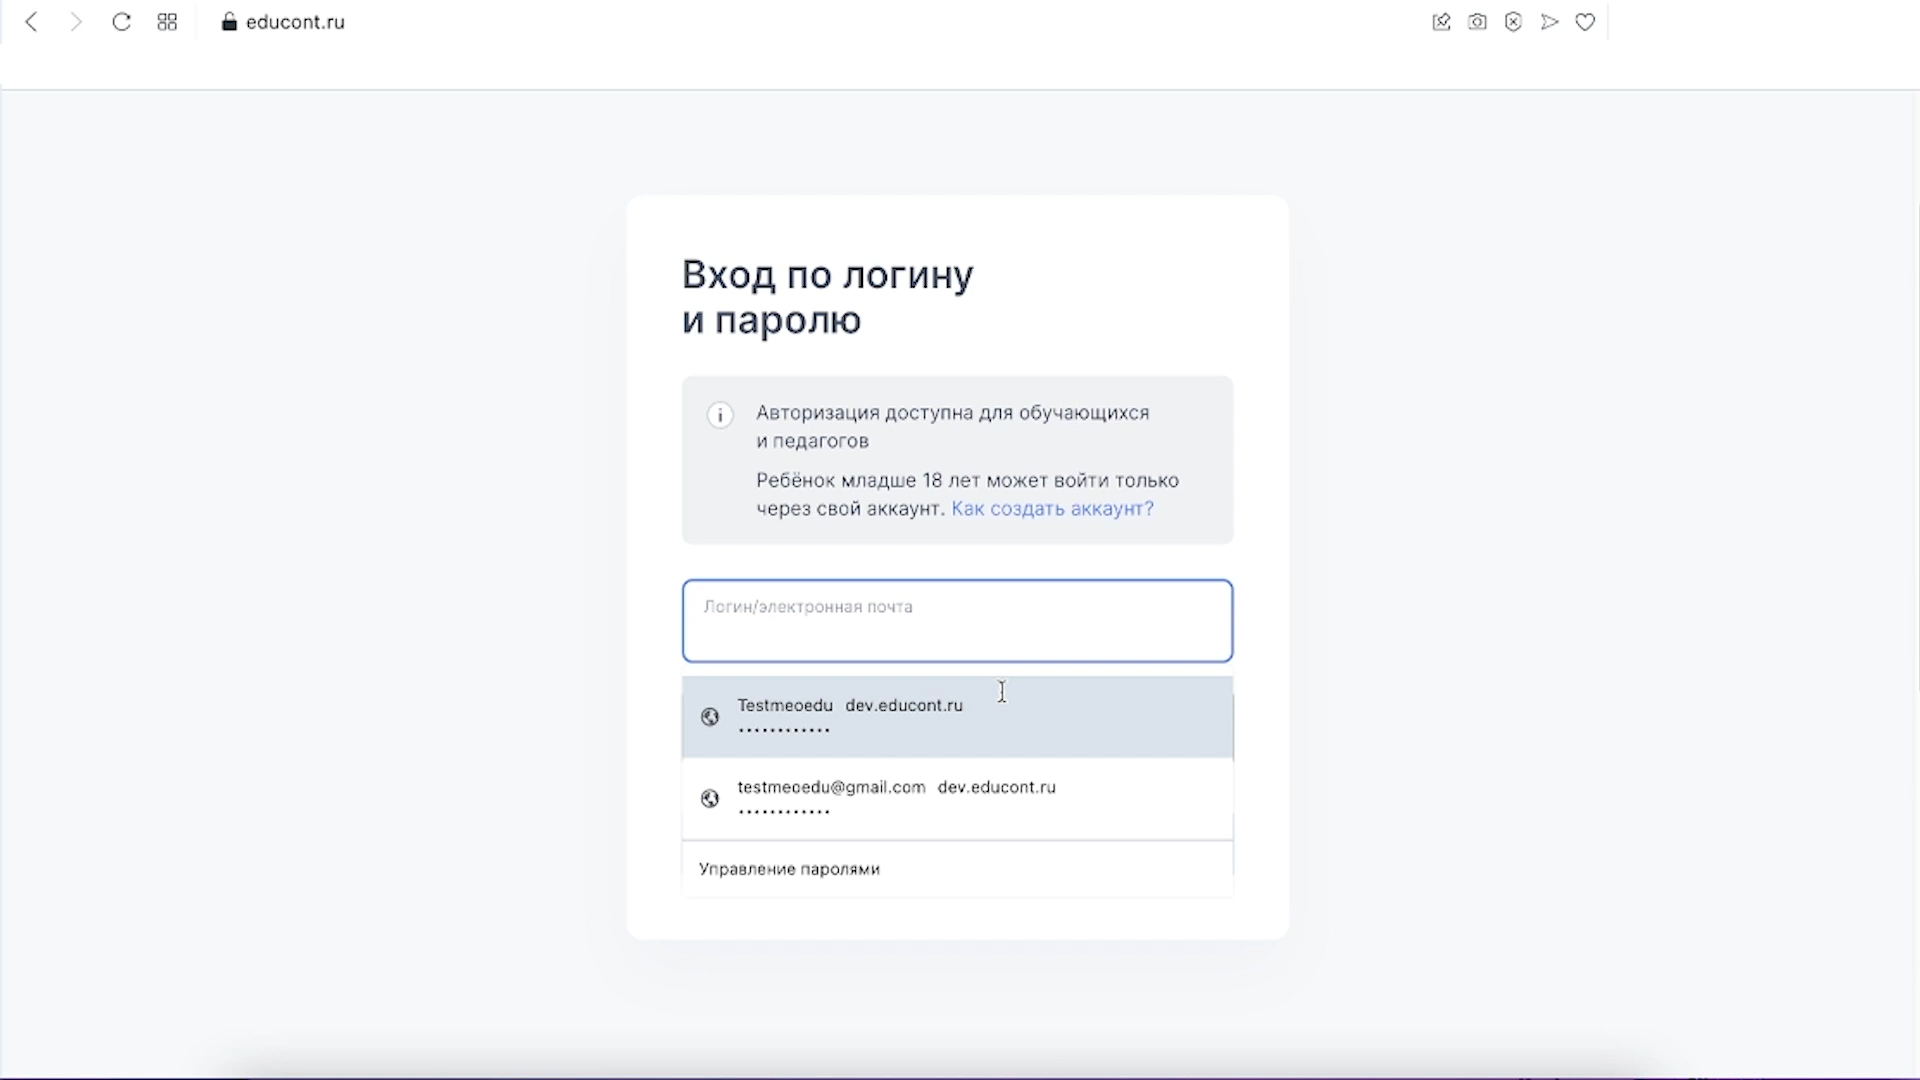 educont.ru
Вход по логину
и паролю
Авторизация доступна для обучающихся
и педагогов
Ребёнок младше 18 лет может войти только
через свой аккаунт. Как создать аккаунт?
Логин/электронная почта
Testmeoedu dev.educont.ru
••••••••••••
testmeoedu@gmail.com dev.educont.ru
••••••••••••
Управление паролями